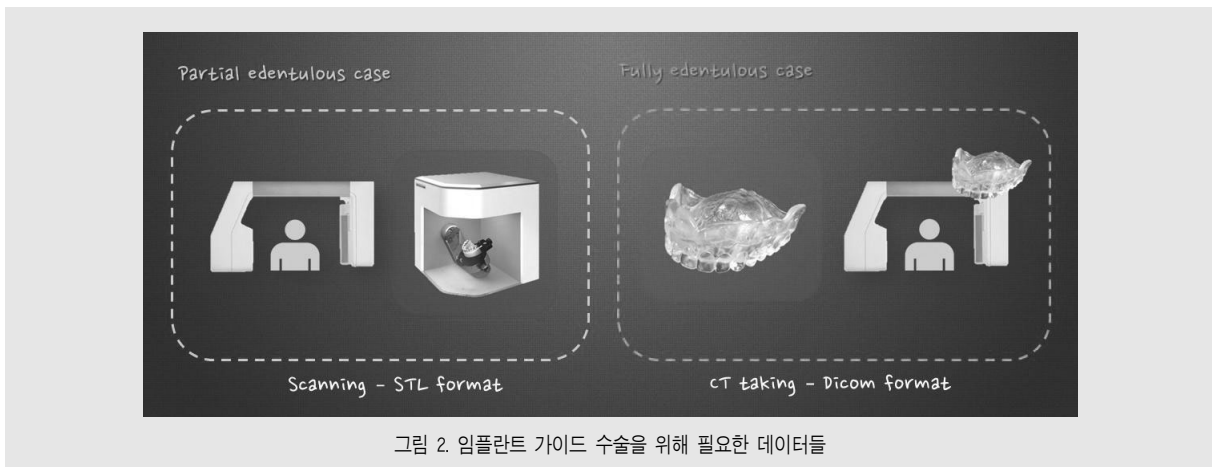 Partial edentulous case
Fully edentulous case
Scanning - STL format
CT taking - Dicom format
그림 2. 임플란트 가이드 수술을 위해 필요한 데이터들